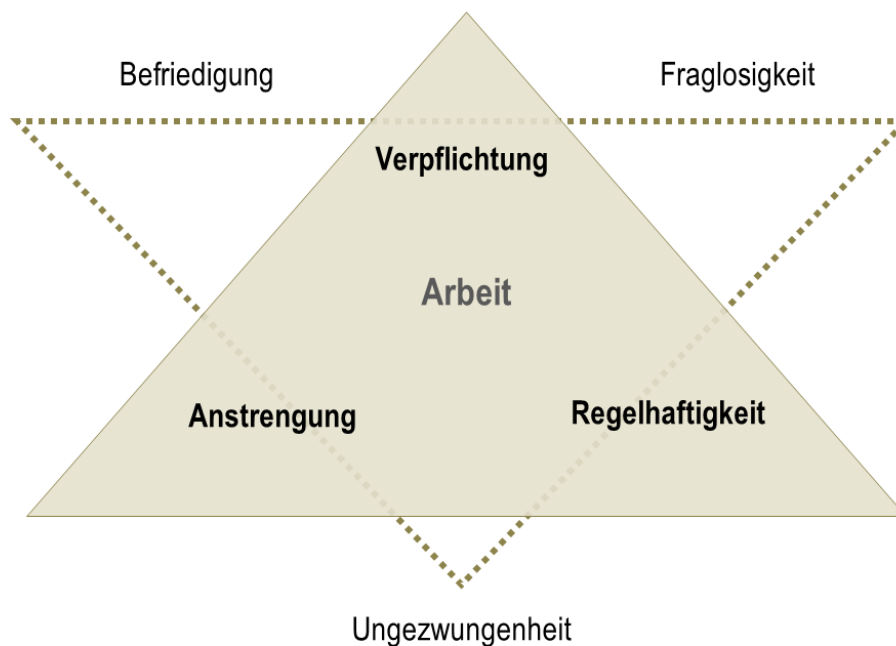 Befriedigung
Fraglosigkeit
Verpflichtung
Arbeit
Anstrengung
Regelhaftigkeit
Ungezwungenheit